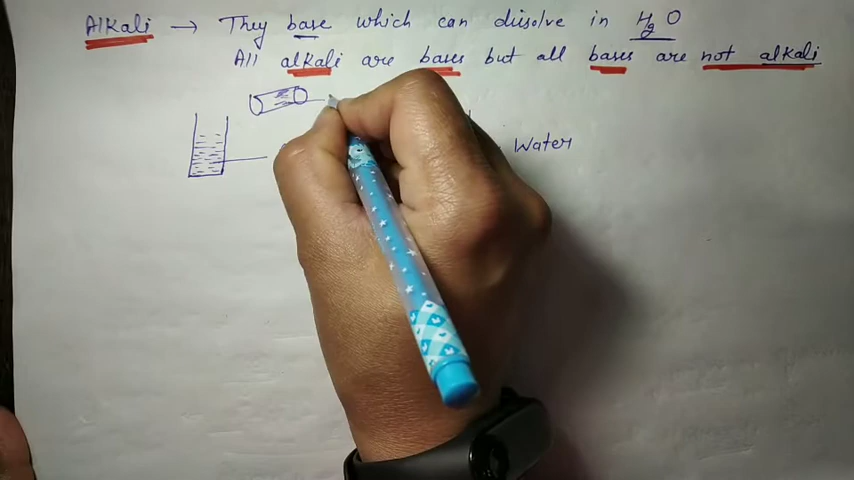 Alkali → They base which can dissolve in H2O
All alkali are bases but all bases are not alkali
Water